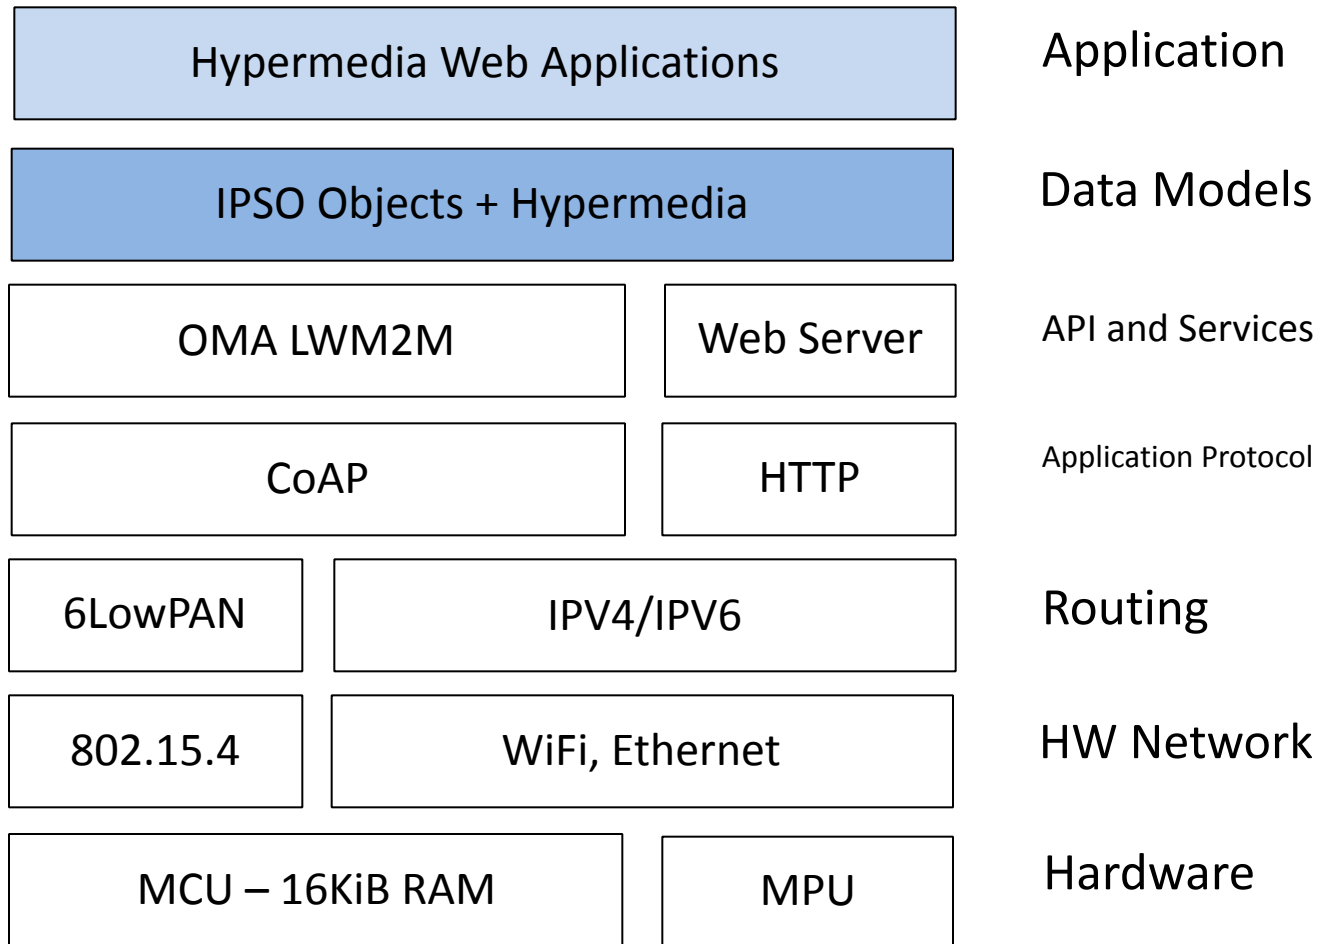 Hypermedia Web Applications
Application
IPSO Objects + Hypermedia
Data Models
OMA LWM2M
Web Server
API and Services
CoAP
HTTP
Application Protocol
6LowPAN
IPV4/IPV6
Routing
802.15.4
WiFi, Ethernet
HW Network
MCU – 16KiB RAM
MPU
Hardware